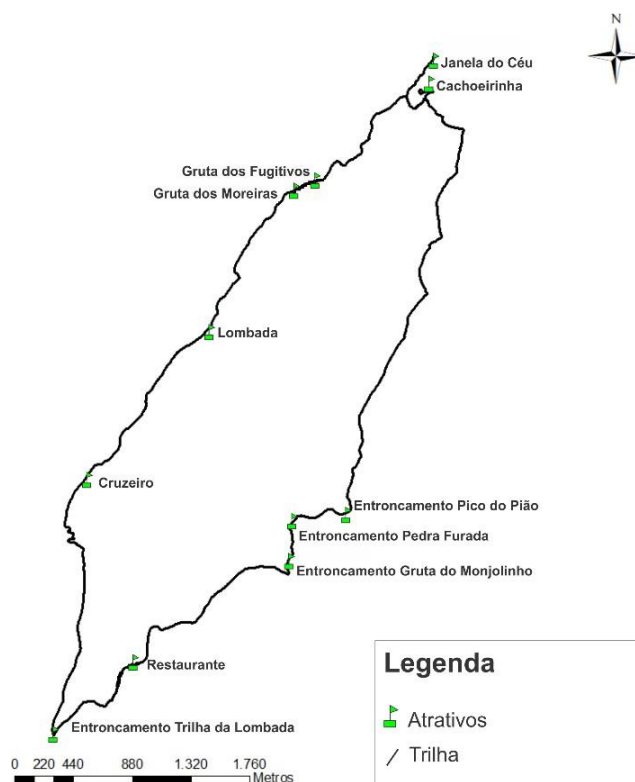 N
Janela do Céu
Cachoeirinha
Gruta dos Fugitivos
Gruta dos Moreiras
Lombada
Cruzeiro
Entroncamento Pico do Pião
Entroncamento Pedra Furada
Entroncamento Gruta do Monjolinho
Restaurante
Entroncamento Trilha da Lombada
Legenda
Atrativos
Trilha
0 220 440 880 1.320 1.760
Metros